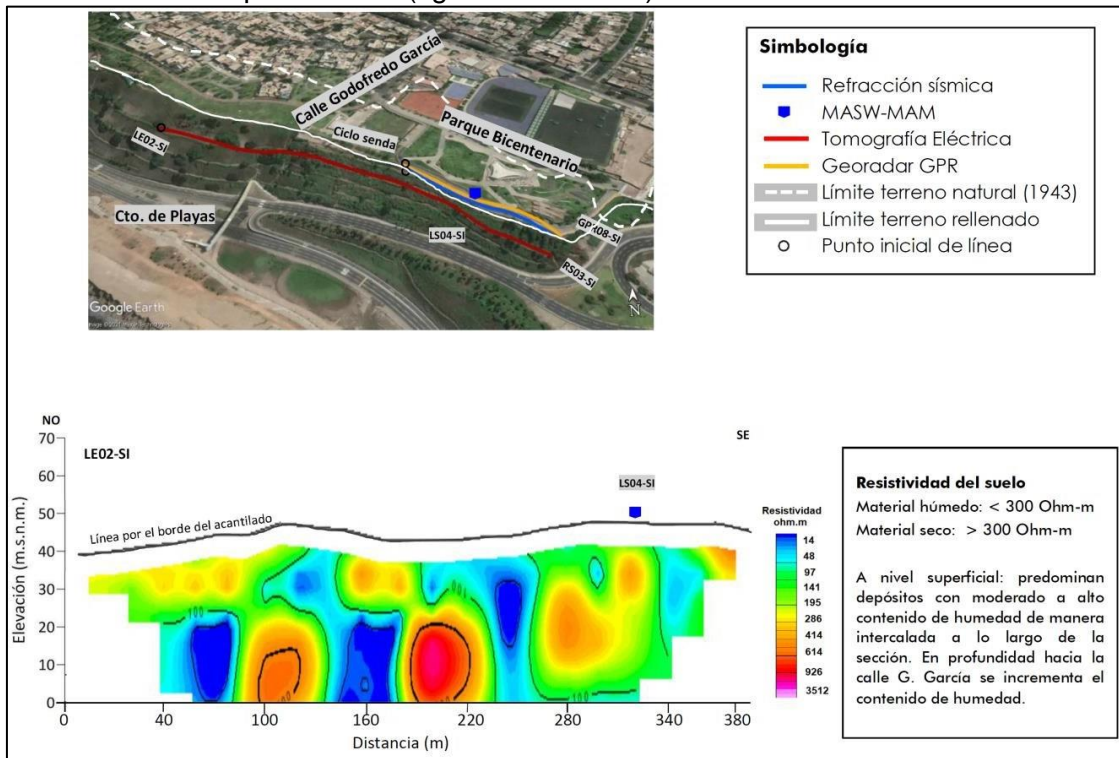 Calle Godofredo García
Parque Bicentenario
Ciclo senda
LE02-SI
Cto. de Playas
LS04-SI
GPR08-SI
RS03-SI
Google Earth
N
Simbología
Refracción sísmica
MASW-MAM
Tomografía Eléctrica
Georadar GPR
Límite terreno natural (1943)
Límite terreno rellenado
Punto inicial de línea
NO
SE
LE02-SI
LS04-SI
Línea por el borde del acantilado
Elevación (m.s.n.m.)
70
60
50
40
30
20
10
0
0 40 100 160 220 280 340 380
Distancia (m)
100
100
Resistividad
ohm.m
14
48
97
141
195
286
414
614
926
3512
Resistividad del suelo
Material húmedo: < 300 Ohm-m
Material seco: > 300 Ohm-m
A nivel superficial: predominan
depósitos con moderado a alto
contenido de humedad de manera
intercalada a lo largo de la
sección. En profundidad hacia la
calle G. García se incrementa el
contenido de humedad.